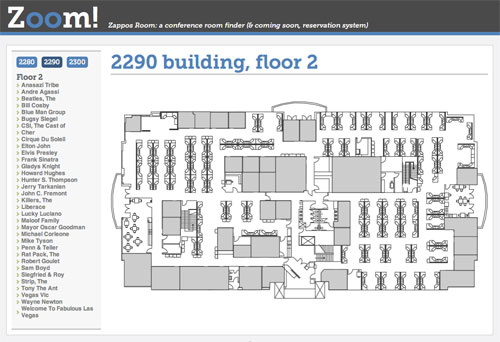 Zoom!
Zappos Room: a conference room finder (& coming soon, reservation system)
2280 2290 2300
2290 building, floor 2
Floor 2
Anasazi Tribe
Andre Agassi
Beatles, The
Bill Cosby
Blue Man Group
Bugsy Siegel
CSI, The Cast of
Cher
Cirque Du Soleil
Elton John
Elvis Presley
Frank Sinatra
Gladys Knight
Howard Hughes
Hunter S. Thompson
Jerry Tarkanian
John C. Fremont
Killers, The
Liberace
Lucky Luciano
Maloof Family
Mayor Oscar Goodman
Michael Corleone
Mike Tyson
Penn & Teller
Rat Pack, The
Robert Goulet
Sam Boyd
Siegfried & Roy
Strip, The
Tony The Ant
Vegas Vic
Wayne Newton
Welcome To Fabulous Las
Vegas